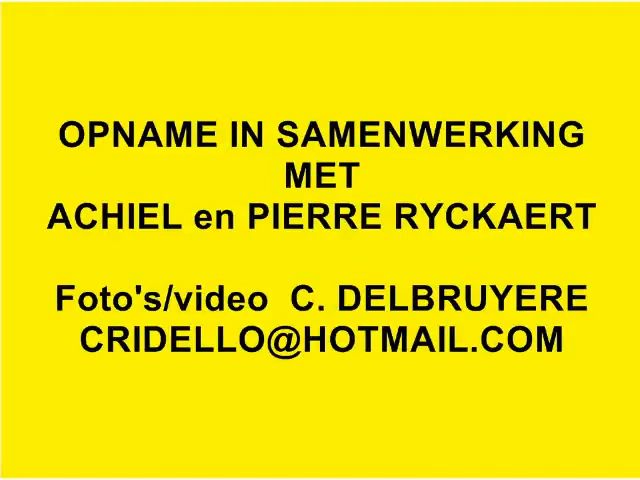 OPNAME IN SAMENWERKING
MET
ACHIEL en PIERRE RYCKAERT
Foto's/video  C. DELBRUYERE
CRIDELLO@HOTMAIL.COM